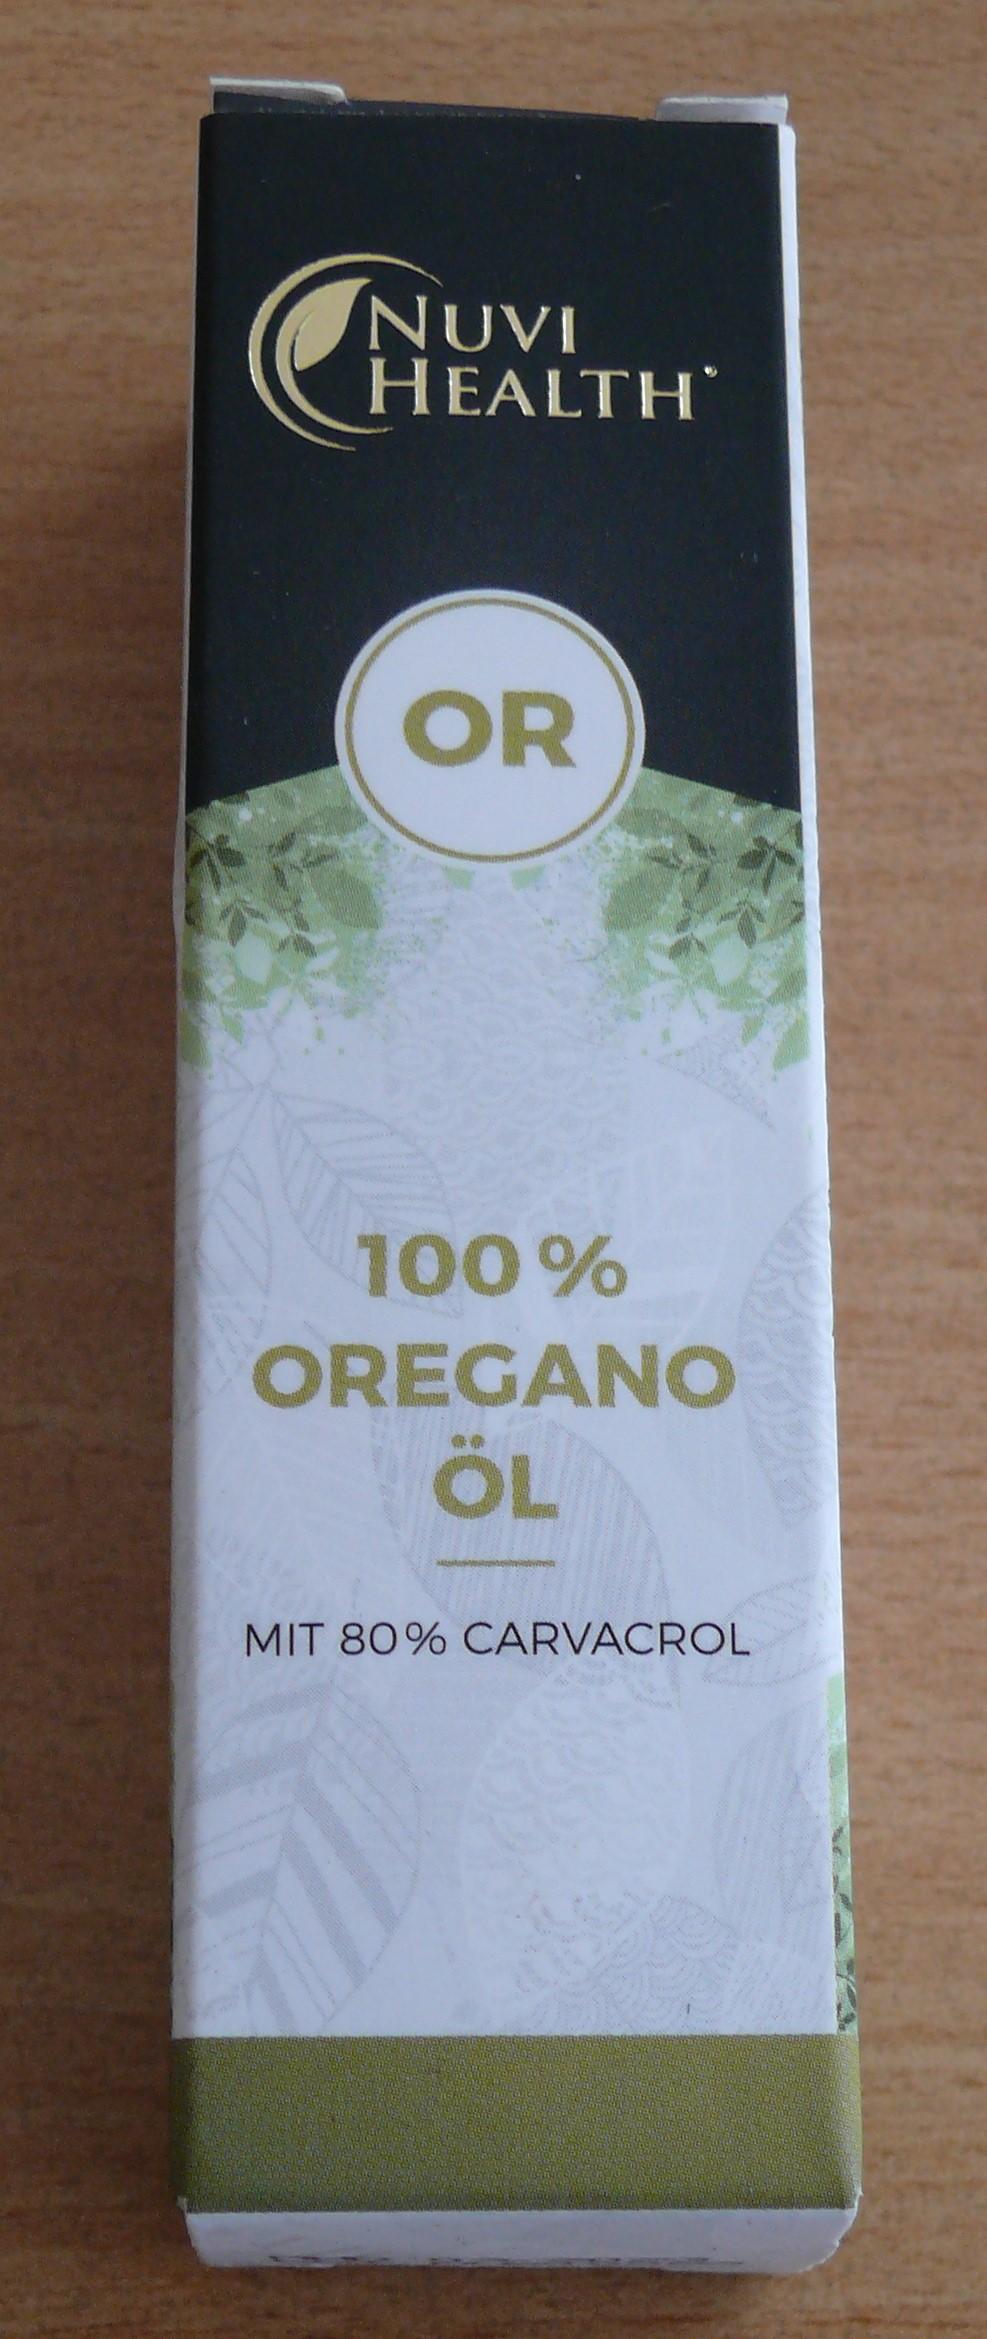 NUVI
HEALTH
OR
100 %
OREGANO
ÖL
MIT 80% CARVACROL